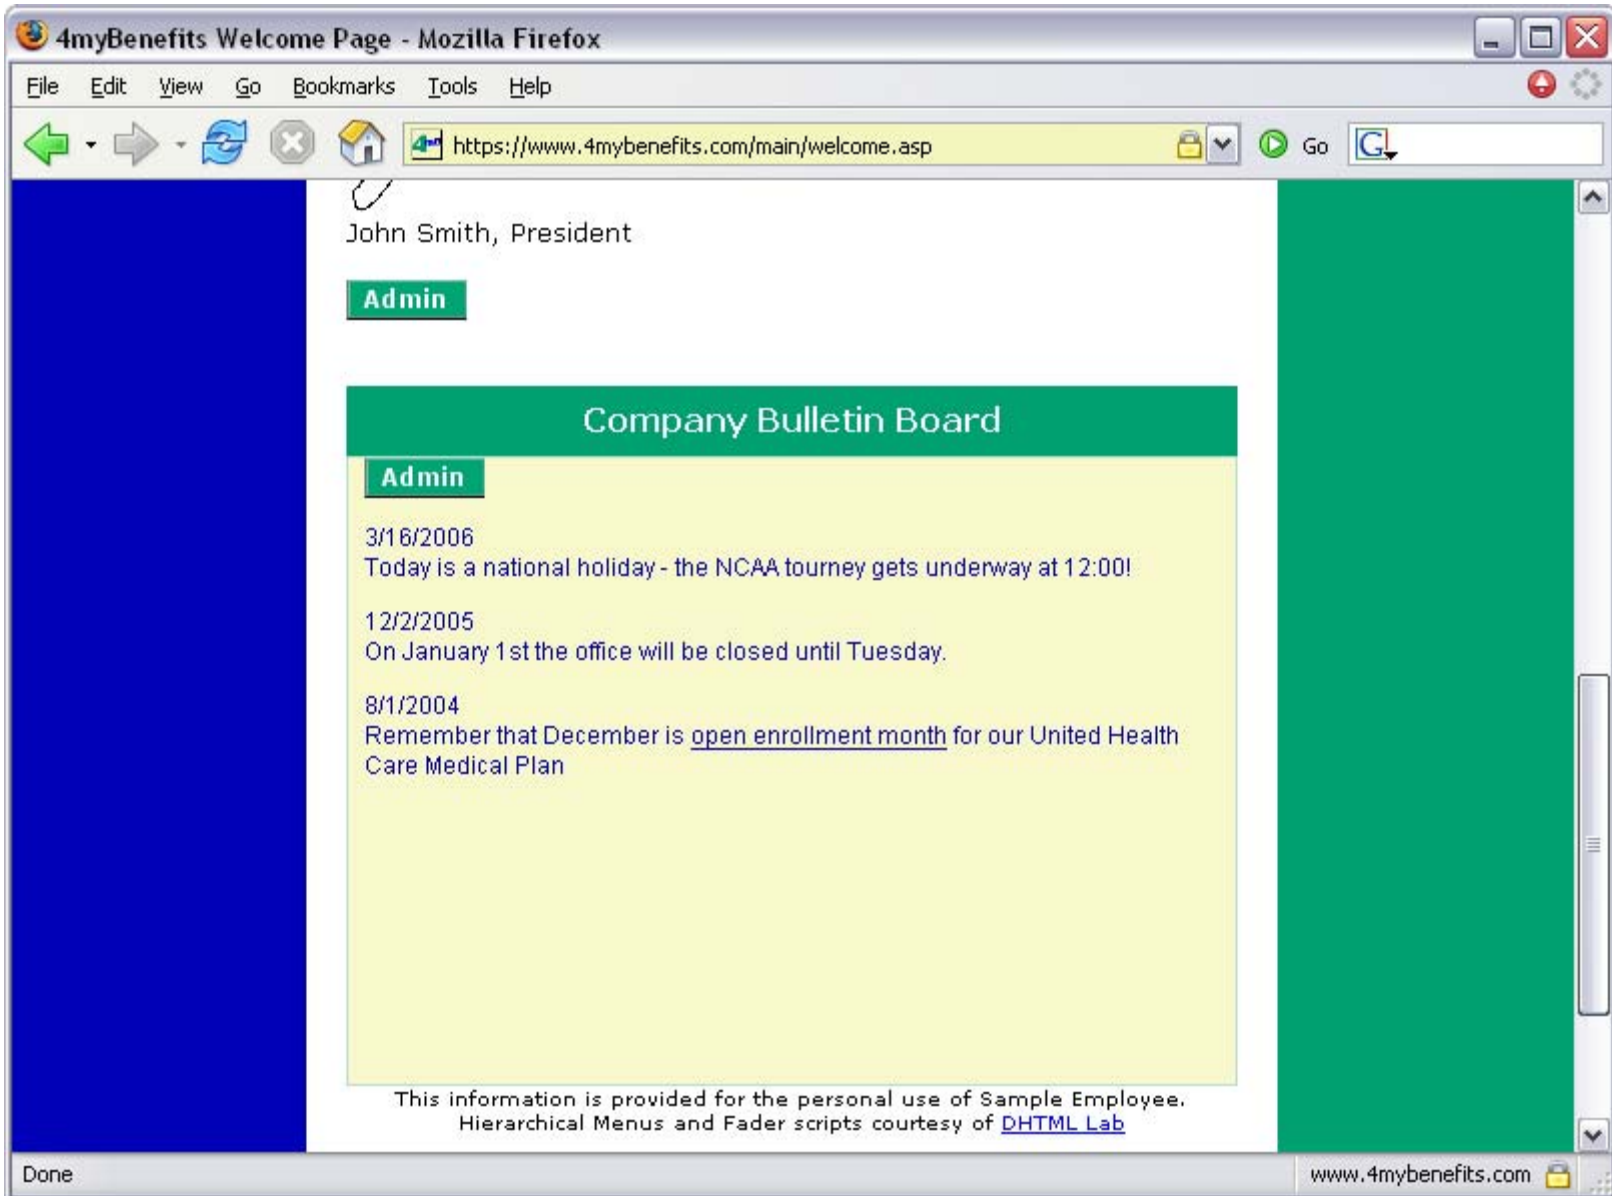 4myBenefits Welcome Page - Mozilla Firefox
File Edit View Go Bookmarks Tools Help
4my https://www.4mybenefits.com/main/welcome.asp Go G
John Smith, President
Admin
Company Bulletin Board
Admin
3/16/2006
Today is a national holiday - the NCAA tourney gets underway at 12:00!
12/2/2005
On January 1st the office will be closed until Tuesday.
8/1/2004
Remember that December is open enrollment month for our United Health
Care Medical Plan
This information is provided for the personal use of Sample Employee.
Hierarchical Menus and Fader scripts courtesy of DHTML Lab
Done www.4mybenefits.com